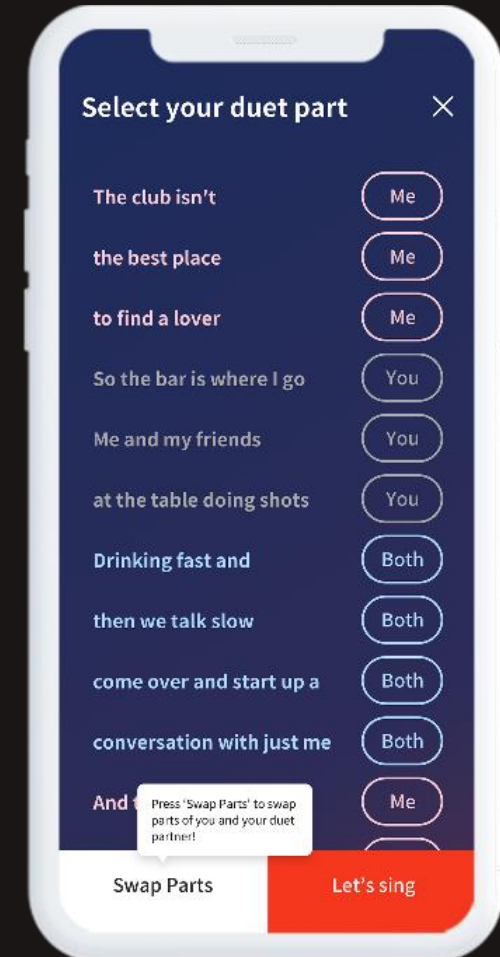 Select your duet part
The club isn't Me
the best place Me
to find a lover Me
So the bar is where I go You
Me and my friends You
at the table doing shots You
Drinking fast and Both
then we talk slow Both
come over and start up a Both
conversation with just me Both
And Me
Press 'Swap Parts' to swap
parts of you and your duet
partner!
Swap Parts Let's sing